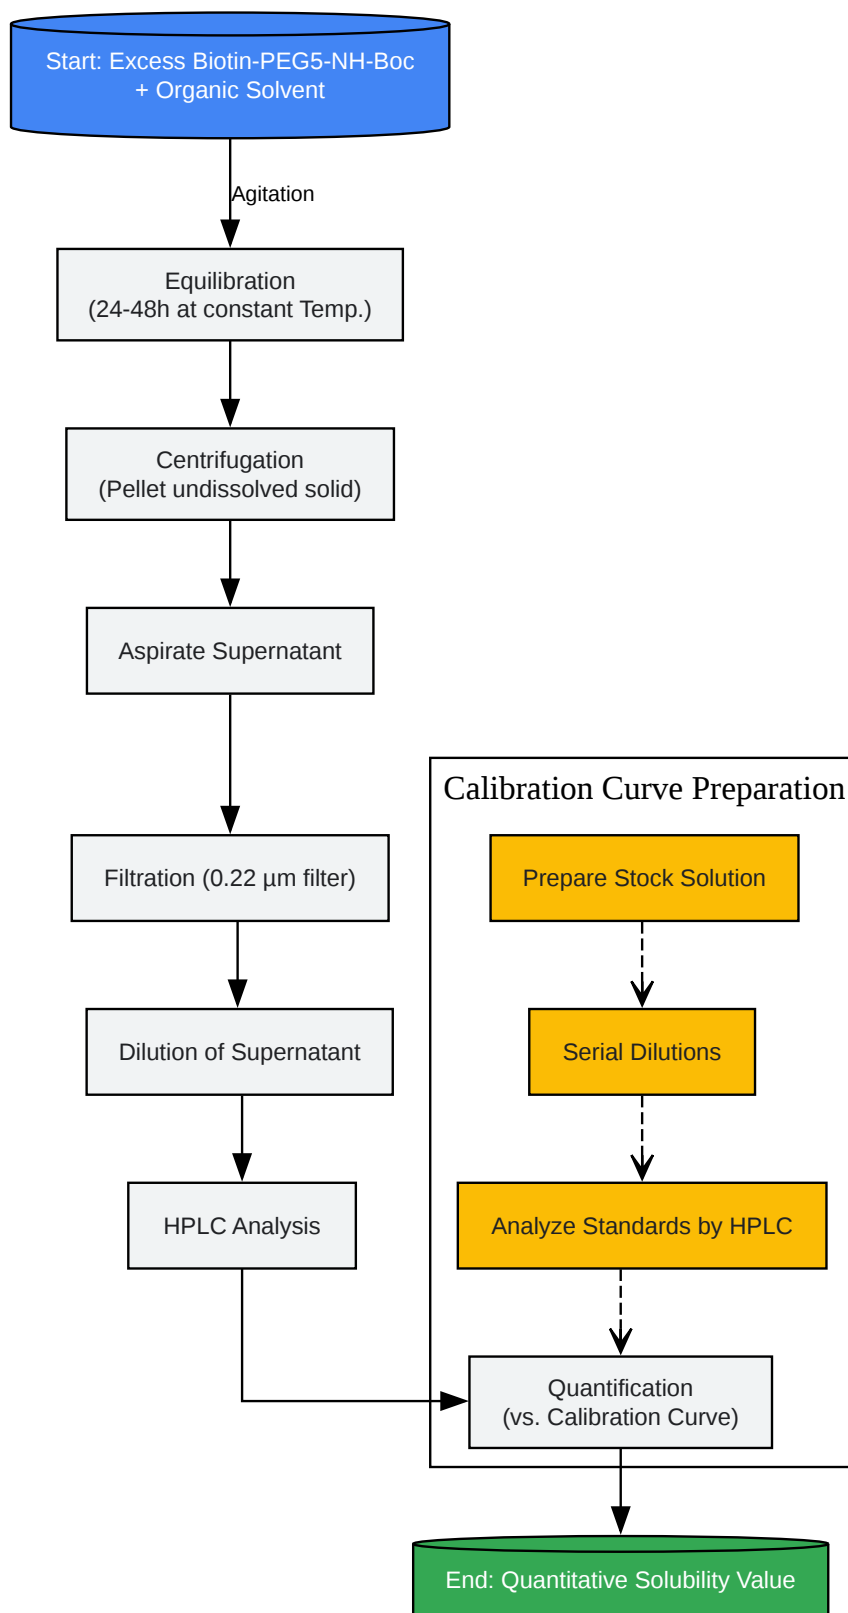 Start: Excess Biotin-PEG5-NH-Boc
+ Organic Solvent
Agitation
Equilibration
(24-48h at constant Temp.)
Centrifugation
(Pellet undissolved solid)
Aspirate Supernatant
Calibration Curve Preparation
Filtration (0.22 µm filter)
Prepare Stock Solution
Dilution of Supernatant
Serial Dilutions
HPLC Analysis
Analyze Standards by HPLC
Quantification
(vs. Calibration Curve)
End: Quantitative Solubility Value